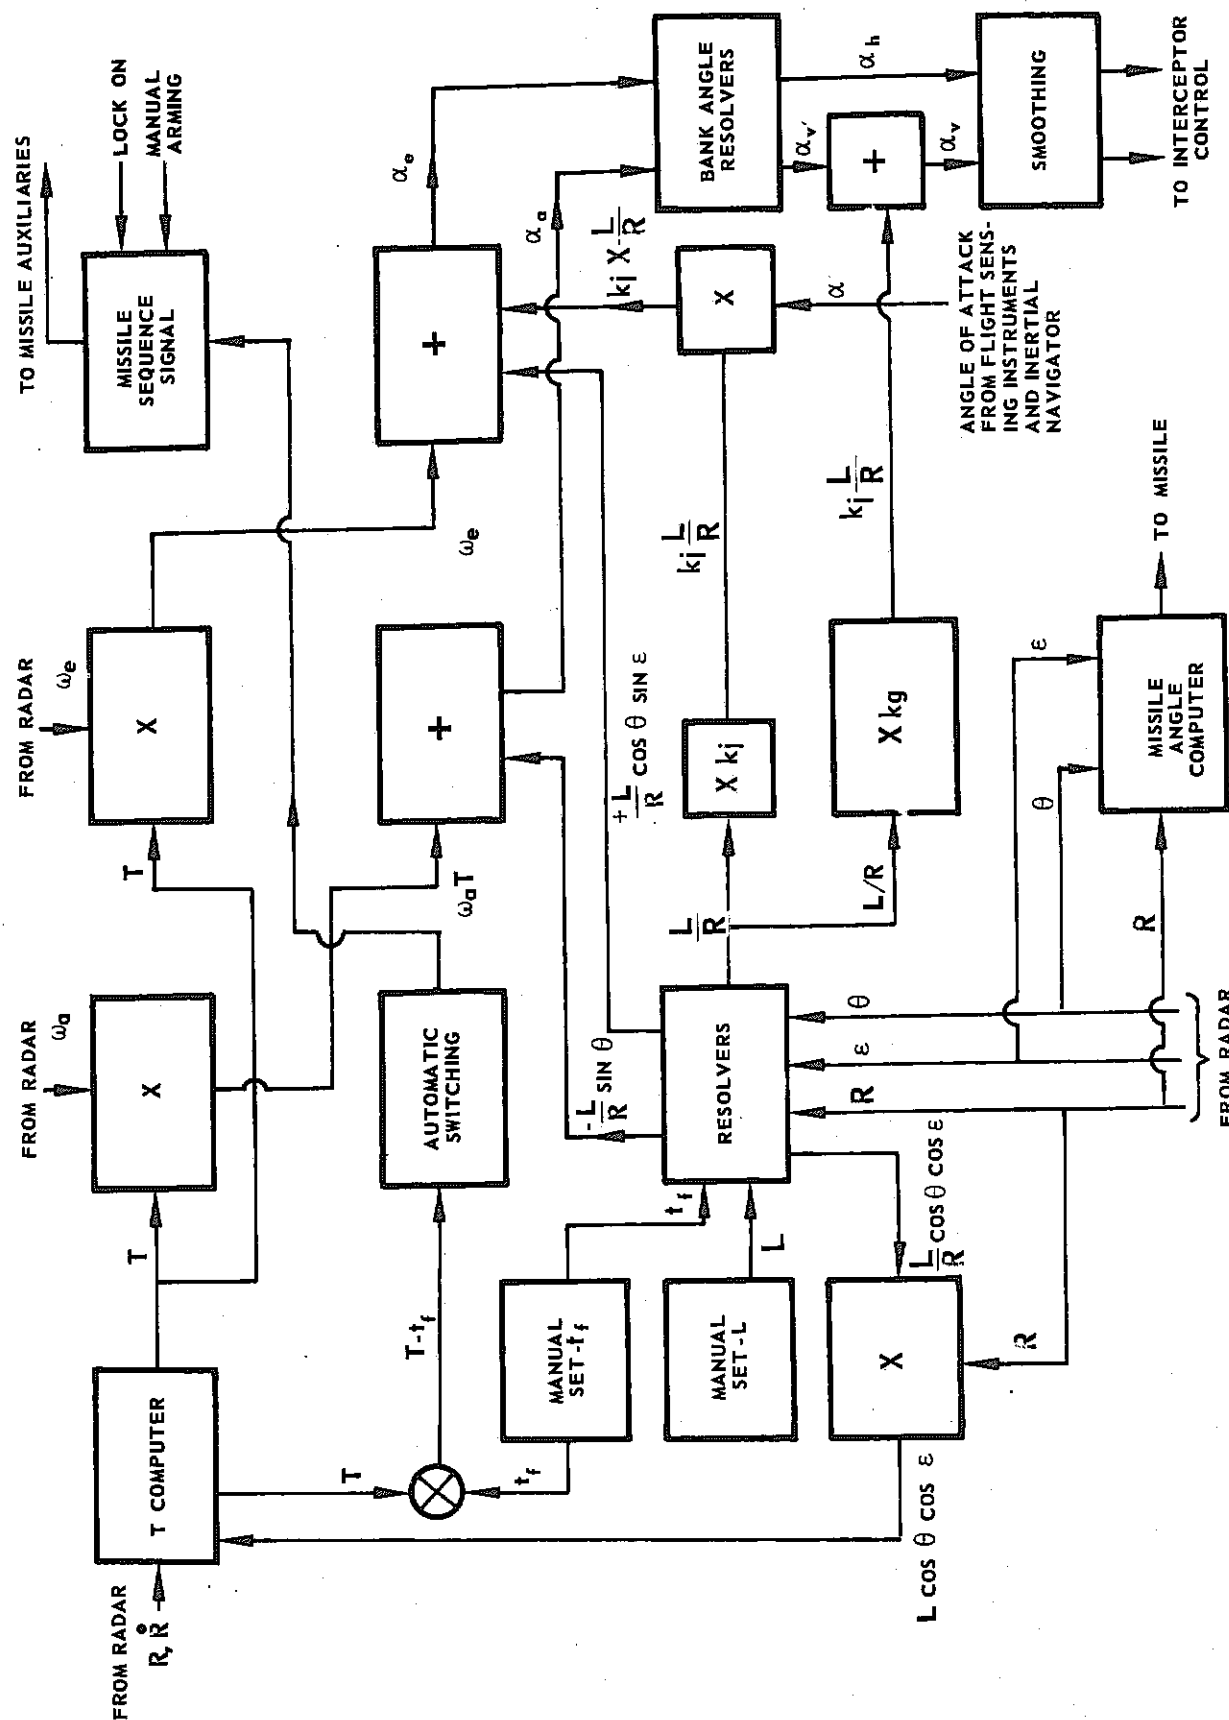 FROM RADAR
R, Ṙ
T COMPUTER
T
T
FROM RADAR
ωa
X
T
FROM RADAR
ωe
X
TO MISSILE AUXILIARIES
MISSILE
SEQUENCE
SIGNAL
LOCK ON
MANUAL
ARMING
T
tf
T-tf
AUTOMATIC
SWITCHING
ωaT
+
ωe
+
αe
αa
MANUAL
SET-tf
tf
-L/R SIN θ
+L/R COS θ SIN ε
MANUAL
SET-L
L
RESOLVERS
L/R
X kj
kj L/R
X
kj X-L/R
BANK ANGLE
RESOLVERS
αv'
αh
L COS θ COS ε
X
L/R COS θ COS ε
R
ε
θ
L/R
X kg
kj L/R
α
+
αv
SMOOTHING
R
ANGLE OF ATTACK
FROM FLIGHT SENS-
ING INSTRUMENTS
AND INERTIAL
NAVIGATOR
FROM RADAR
R
θ
ε
MISSILE
ANGLE
COMPUTER
TO MISSILE
TO INTERCEPTOR
CONTROL